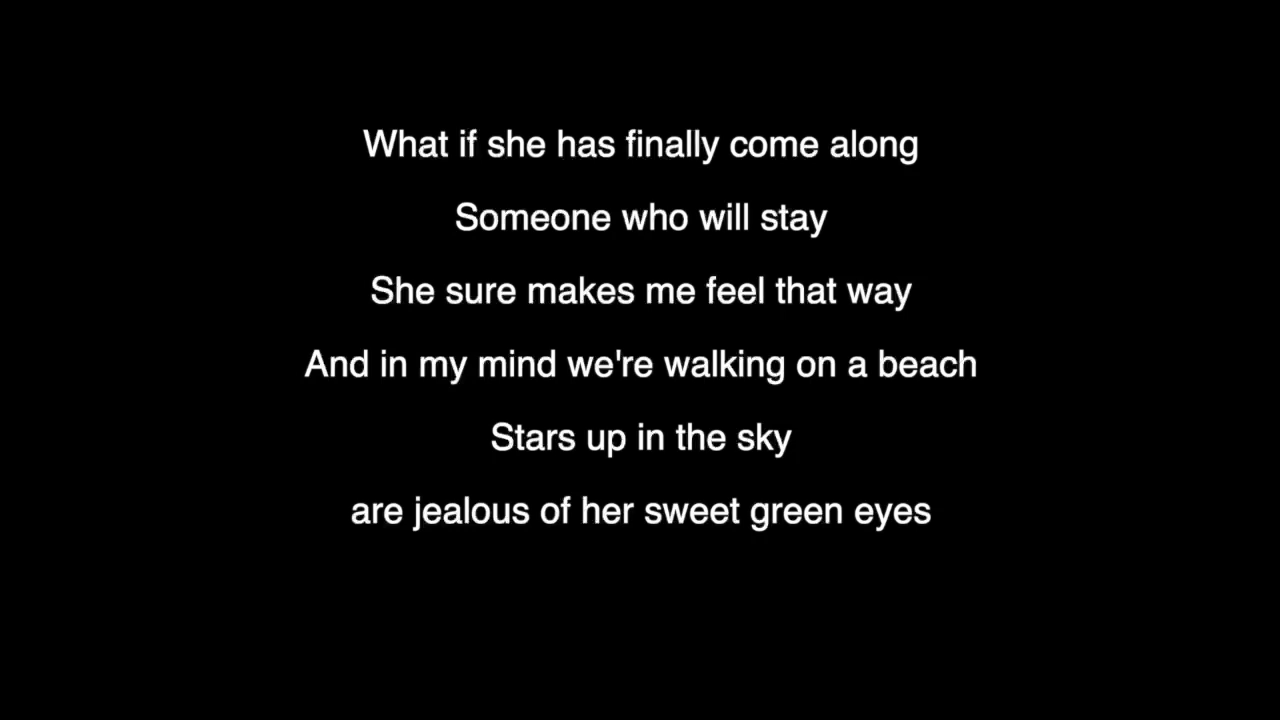 What if she has finally come along
Someone who will stay
She sure makes me feel that way
And in my mind we're walking on a beach
Stars up in the sky
are jealous of her sweet green eyes